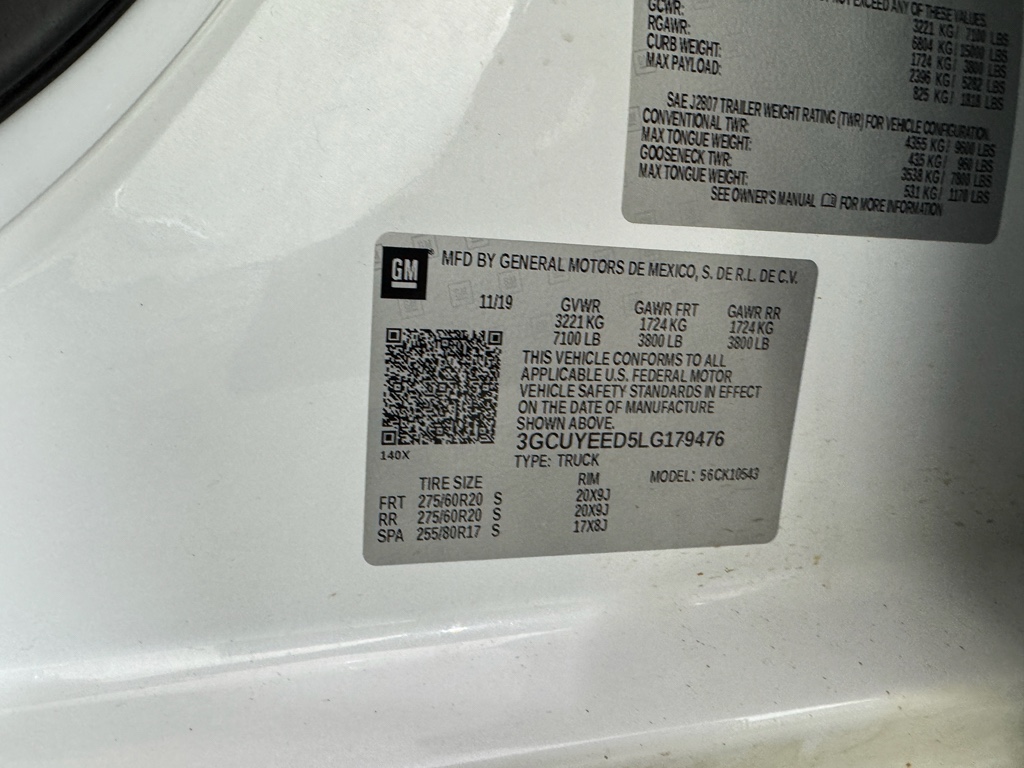 NOT EXCEED ANY OF THESE VALUES.
GCWR: 3221 KG/ 7100 LBS
RGAWR: 6804 KG/ 15000 LBS
CURB WEIGHT: 1724 KG/ 3800 LBS
MAX PAYLOAD: 2396 KG/ 5282 LBS
825 KG/ 1818 LBS
SAE J2807 TRAILER WEIGHT RATING (TWR) FOR VEHICLE CONFIGURATION
CONVENTIONAL TWR: 4355 KG/ 9600 LBS
MAX TONGUE WEIGHT: 435 KG/ 960 LBS
GOOSENECK TWR: 3538 KG/ 7800 LBS
MAX TONGUE WEIGHT: 531 KG/ 1170 LBS
SEE OWNER'S MANUAL FOR MORE INFORMATION
GM® MFD BY GENERAL MOTORS DE MEXICO, S. DE R.L. DE C.V.
11/19 GVWR GAWR FRT GAWR RR
3221 KG 1724 KG 1724 KG
7100 LB 3800 LB 3800 LB
THIS VEHICLE CONFORMS TO ALL
APPLICABLE U.S. FEDERAL MOTOR
VEHICLE SAFETY STANDARDS IN EFFECT
ON THE DATE OF MANUFACTURE
SHOWN ABOVE.
3GCUYEED5LG179476
140X
TYPE: TRUCK MODEL: 56CK10543
TIRE SIZE RIM
FRT 275/60R20 S 20X9J
RR 275/60R20 S 20X9J
SPA 255/80R17 S 17X8J